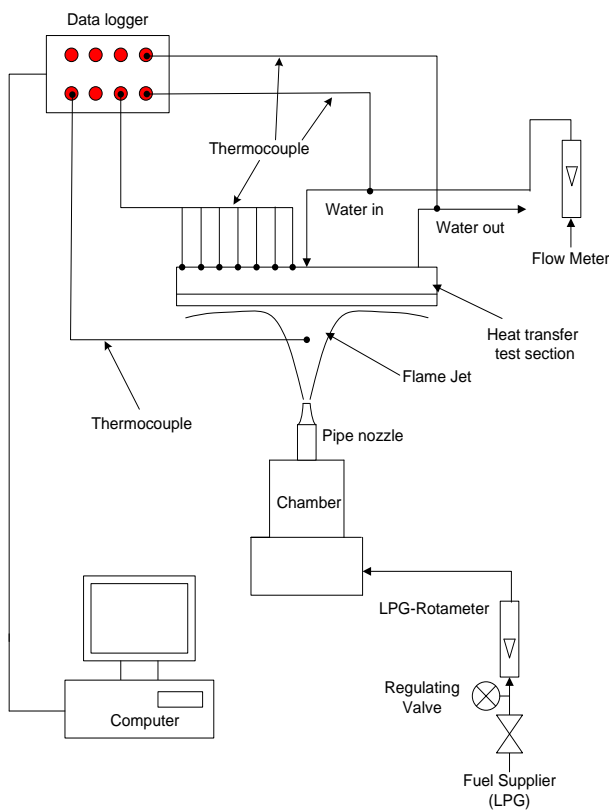 Data logger
Thermocouple
Water in
Water out
Flow Meter
Heat transfer
test section
Flame Jet
Thermocouple
Pipe nozzle
Chamber
LPG-Rotameter
Regulating
Valve
Computer
Fuel Supplier
(LPG)